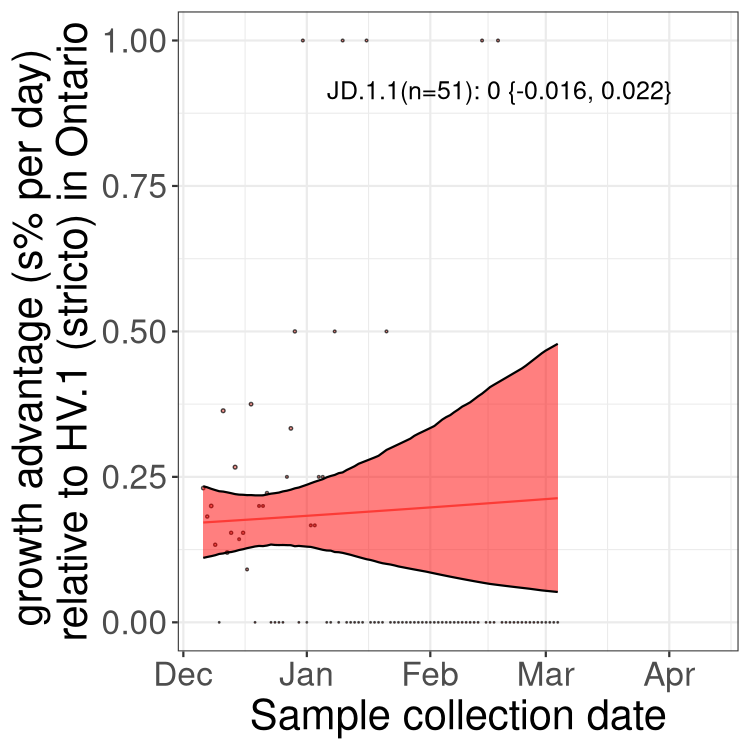 growth advantage (s% per day)
relative to HV.1 (stricto) in Ontario
1.00
0.75
0.50
0.25
0.00
JD.1.1(n=51): 0 {-0.016, 0.022}
Dec Jan Feb Mar Apr
Sample collection date